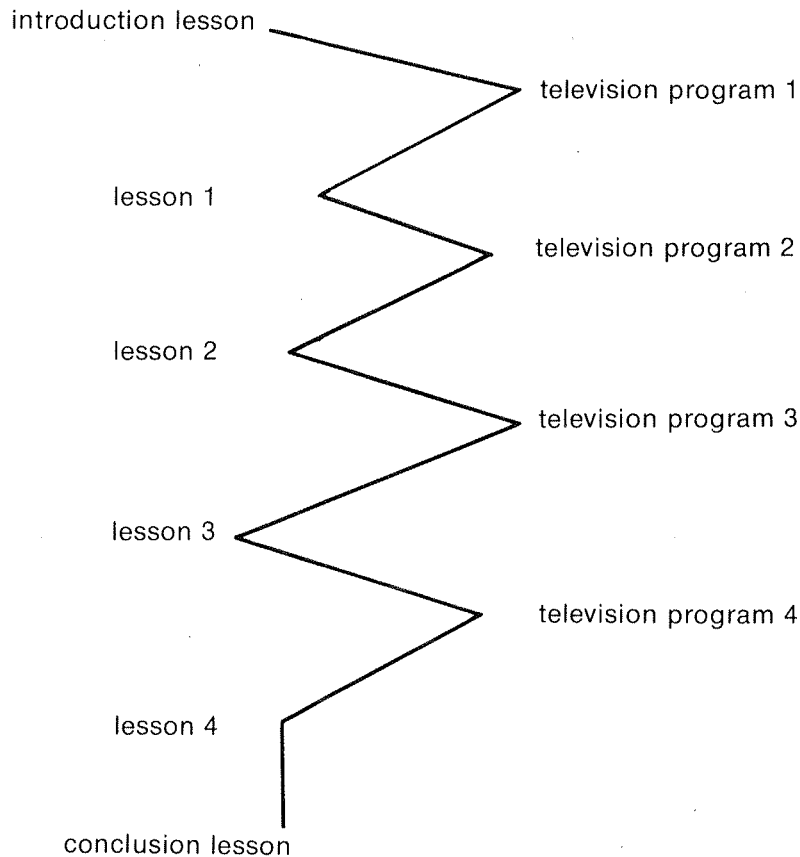 introduction lesson
television program 1
lesson 1
television program 2
lesson 2
television program 3
lesson 3
television program 4
lesson 4
conclusion lesson